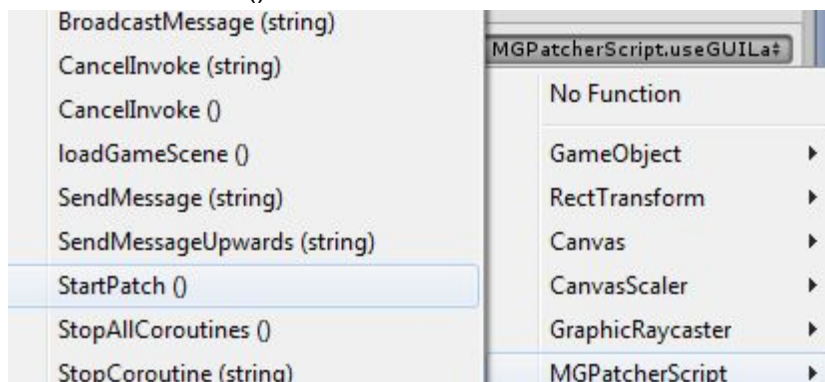 ()
BroadcastMessage (string)
CancelInvoke (string)
CancelInvoke ()
loadGameScene ()
SendMessage (string)
SendMessageUpwards (string)
StartPatch ()
StopAllCoroutines ()
StopCoroutine (string)
MGPatcherScript.useGUILa
No Function
GameObject
RectTransform
Canvas
CanvasScaler
GraphicRaycaster
MGPatcherScript